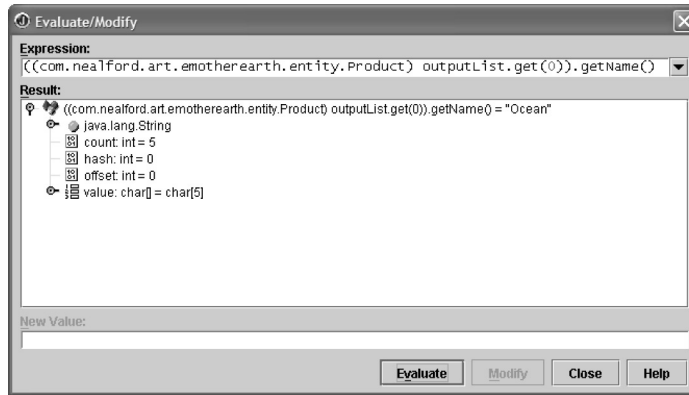 Evaluate/Modify
Expression:
((com.nealford.art.emotherearth.entity.Product) outputList.get(0)).getName()
Result:
((com.nealford.art.emotherearth.entity.Product) outputList.get(0)).getName() = "Ocean"
java.lang.String
count: int = 5
hash: int = 0
offset: int = 0
value: char[] = char[5]
New Value:
Evaluate Modify Close Help